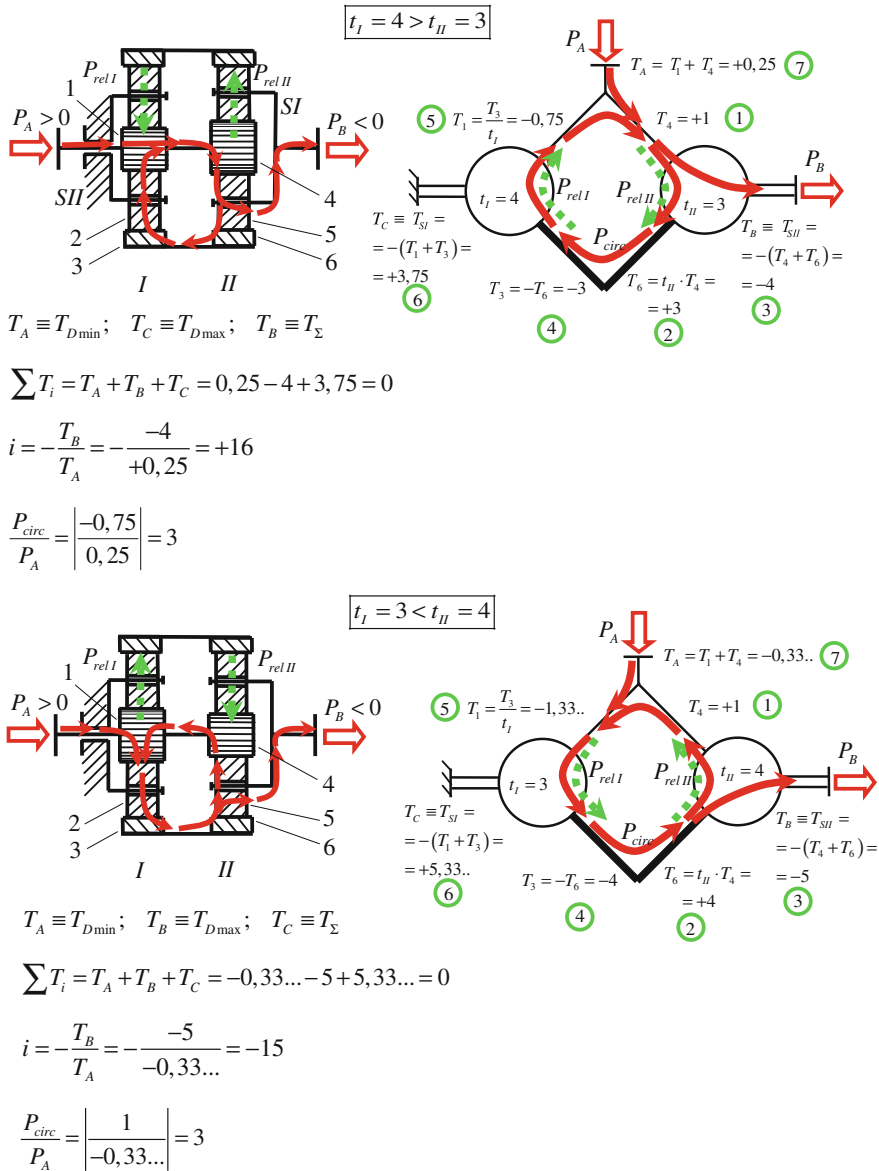 t_I = 4 > t_II = 3
P_rel I
P_rel II
1
SI
P_A > 0
P_B < 0
SII
2
3
4
5
6
I
II
P_A
T_A = T_1 + T_4 = +0,25
7
5
T_1 = T_3/t_I = −0,75
T_4 = +1
1
P_B
t_I = 4
P_rel I
P_rel II
t_II = 3
T_C ≡ T_SI =
= −(T_1 + T_3) =
= +3,75
6
P_circ
T_B ≡ T_SII =
= −(T_4 + T_6) =
= −4
3
T_3 = −T_6 = −3
4
T_6 = t_II · T_4 =
= +3
2
T_A ≡ T_D min; T_C ≡ T_D max; T_B ≡ T_Σ
∑T_i = T_A + T_B + T_C = 0,25 − 4 + 3,75 = 0
i = −T_B/T_A = −(−4)/(+0,25) = +16
P_circ/P_A = |−0,75/0,25| = 3
t_I = 3 < t_II = 4
P_rel I
P_rel II
1
P_A > 0
P_B < 0
2
3
4
5
6
I
II
P_A
T_A = T_1 + T_4 = −0,33..
7
5
T_1 = T_3/t_I = −1,33..
T_4 = +1
1
P_B
t_I = 3
P_rel I
P_rel II
t_II = 4
T_C ≡ T_SI =
= −(T_1 + T_3) =
= +5,33..
6
P_circ
T_B ≡ T_SII =
= −(T_4 + T_6) =
= −5
3
T_3 = −T_6 = −4
4
T_6 = t_II · T_4 =
= +4
2
T_A ≡ T_D min; T_B ≡ T_D max; T_C ≡ T_Σ
∑T_i = T_A + T_B + T_C = −0,33... − 5 + 5,33... = 0
i = −T_B/T_A = −(−5)/(−0,33...) = −15
P_circ/P_A = |1/(−0,33...)| = 3